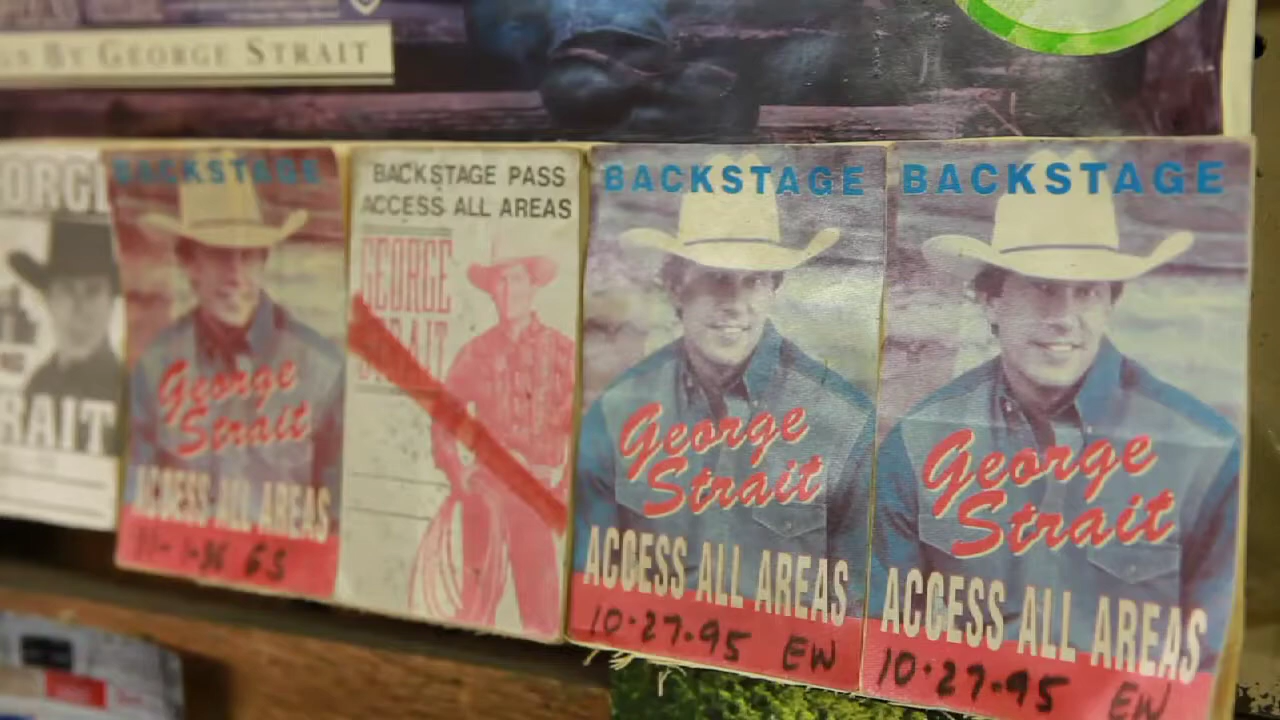 BY GEORGE STRAIT
BACKSTAGE
George
Strait
ACCESS ALL AREAS
BACKSTAGE PASS
ACCESS ALL AREAS
GEORGE
STRAIT
BACKSTAGE
George
Strait
ACCESS ALL AREAS
10-27-95 EW
BACKSTAGE
George
Strait
ACCESS ALL AREAS
10-27-95 EW